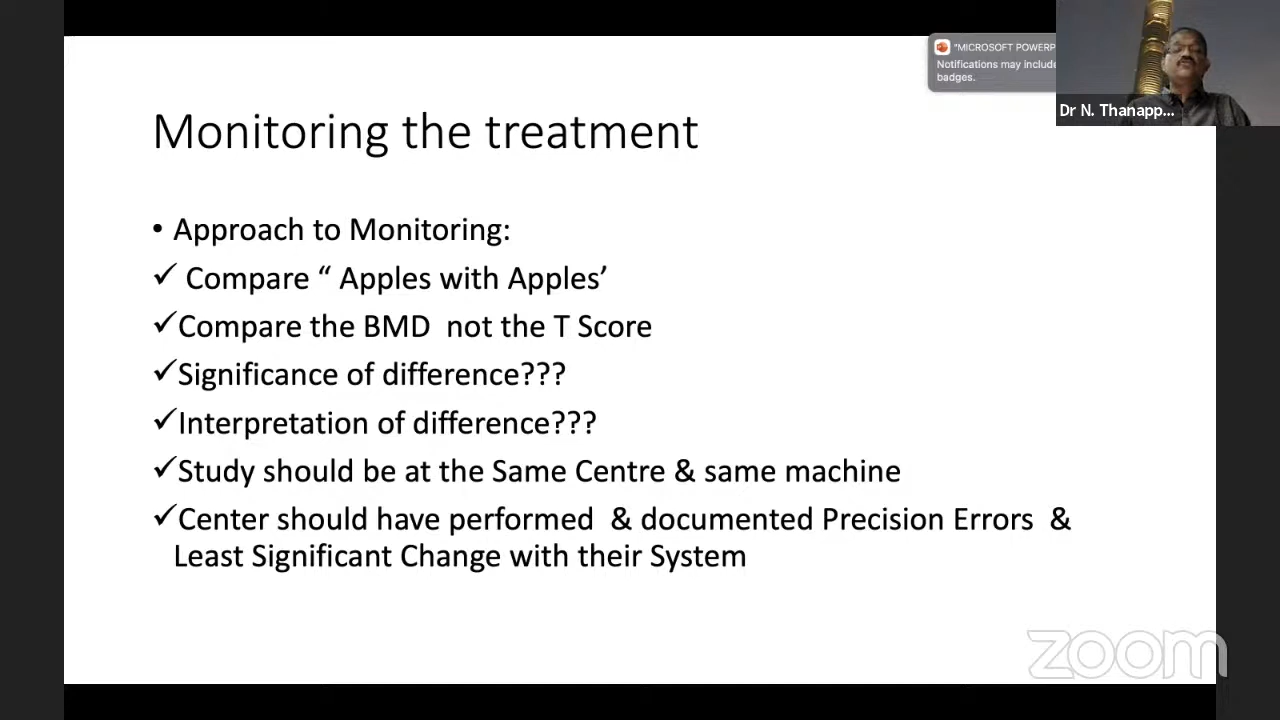 "MICROSOFT POWERP
Notifications may include
badges.
Dr N. Thanapp...
Monitoring the treatment
• Approach to Monitoring:
✓ Compare “ Apples with Apples’
✓Compare the BMD not the T Score
✓Significance of difference???
✓Interpretation of difference???
✓Study should be at the Same Centre & same machine
✓Center should have performed & documented Precision Errors &
Least Significant Change with their System
zoom